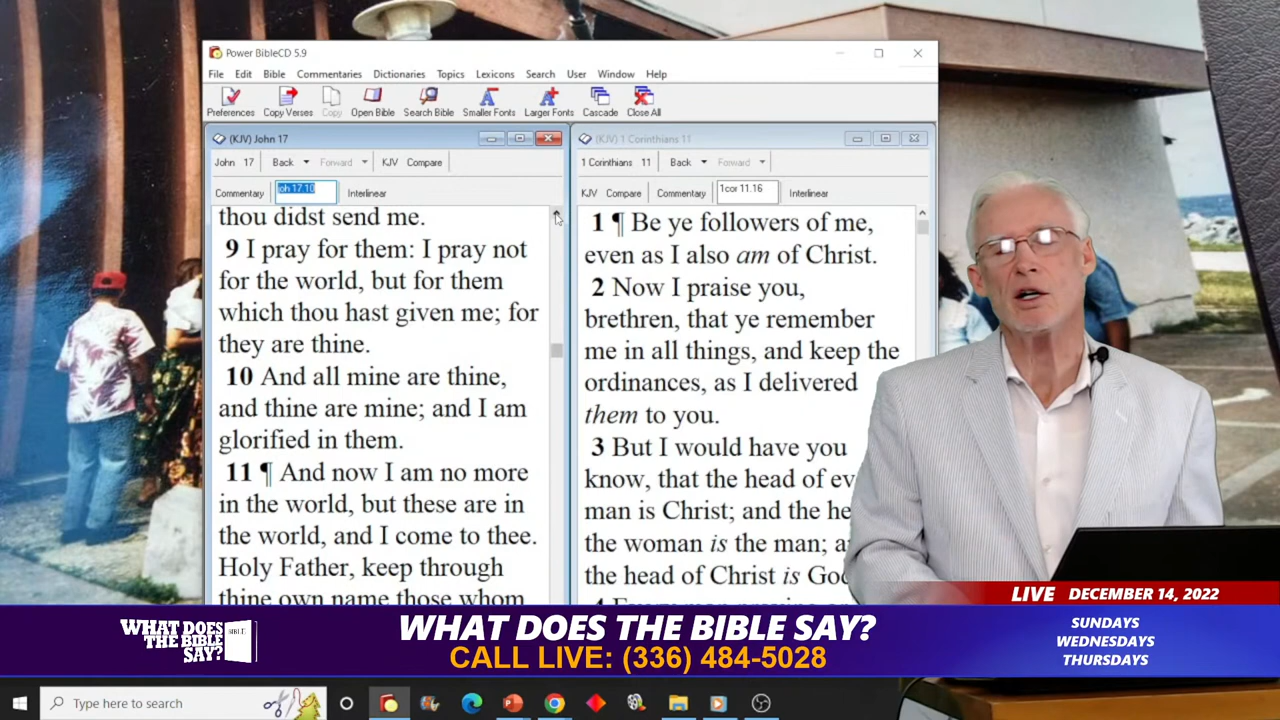 Power BibleCD 5.9
File Edit Bible Commentaries Dictionaries Topics Lexicons Search User Window Help
Preferences Copy Verses Copy Open Bible Search Bible Smaller Fonts Larger Fonts Cascade Close All
(KJV) John 17
John 17 Back Forward KJV Compare
Commentary joh 17.10 Interlinear
thou didst send me.
9 I pray for them: I pray not
for the world, but for them
which thou hast given me; for
they are thine.
10 And all mine are thine,
and thine are mine; and I am
glorified in them.
11 ¶ And now I am no more
in the world, but these are in
the world, and I come to thee.
Holy Father, keep through
thine own name those whom
(KJV) 1 Corinthians 11
1 Corinthians 11 Back Forward
KJV Compare Commentary 1cor 11.16 Interlinear
1 ¶ Be ye followers of me,
even as I also am of Christ.
2 Now I praise you,
brethren, that ye remember
me in all things, and keep the
ordinances, as I delivered
them to you.
3 But I would have you
know, that the head of ev
man is Christ; and the he
the woman is the man; a
the head of Christ is Go
LIVE DECEMBER 14, 2022
WHAT DOES
THE BIBLE
SAY?
BIBLE
WHAT DOES THE BIBLE SAY?
CALL LIVE: (336) 484-5028
SUNDAYS
WEDNESDAYS
THURSDAYS
Type here to search